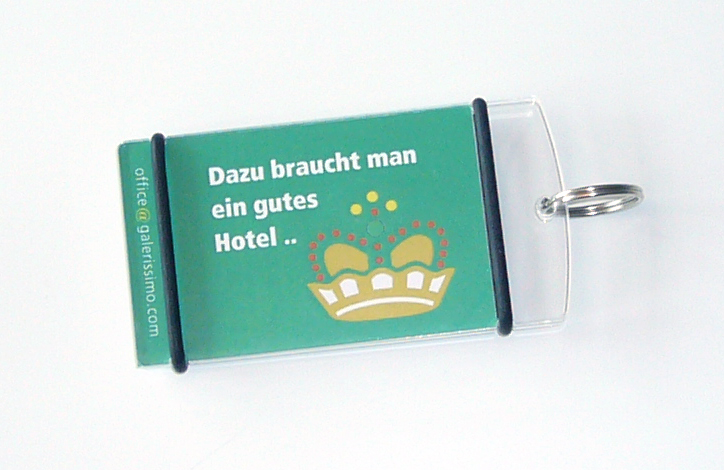 Dazu braucht man
ein gutes
Hotel ..
office@galerissimo.com